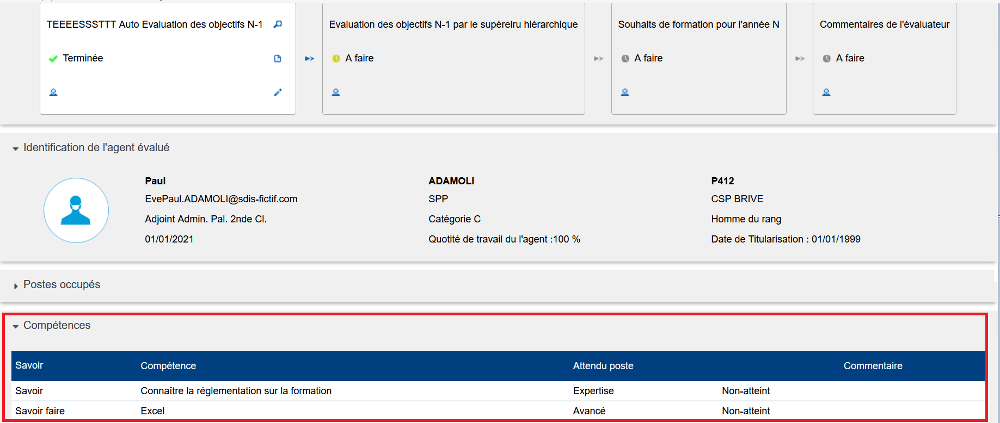 TEEEESSSTTT Auto Evaluation des objectifs N-1
Terminée
Evaluation des objectifs N-1 par le supéreiru hiérarchique
A faire
Souhaits de formation pour l'année N
A faire
Commentaires de l'évaluateur
A faire
Identification de l'agent évalué
Paul ADAMOLI P412
EvePaul.ADAMOLI@sdis-fictif.com SPP CSP BRIVE
Adjoint Admin. Pal. 2nde Cl. Catégorie C Homme du rang
01/01/2021 Quotité de travail du l'agent :100 % Date de Titularisation : 01/01/1999
Postes occupés
Compétences
Savoir Compétence Attendu poste Commentaire
Savoir Connaître la réglementation sur la formation Expertise Non-atteint
Savoir faire Excel Avancé Non-atteint